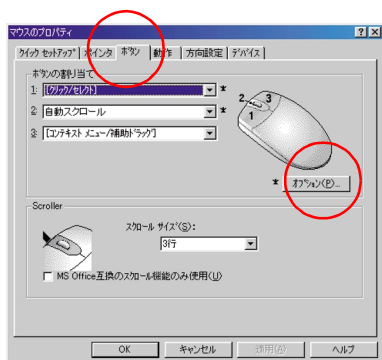 マウスのプロパティ
クイック セットアップ ポインタ ボタン 動作 方向設定 デバイス
ボタンの割り当て
1: [クリック/セレクト] *
2: 自動スクロール *
3: [コンテキスト メニュー/補助ドラッグ]
2 3
1
* オプション(P)...
Scroller
スクロール サイズ(S):
3行
MS Office互換のスクロール機能のみ使用(U)
OK キャンセル 適用(A) ヘルプ